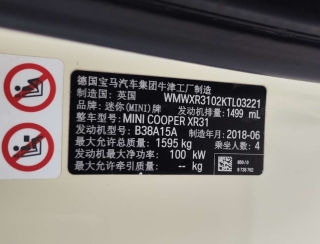 德国宝马汽车集团牛津工厂制造
制造国：英国 WMWXR3102KTL03221
品牌：迷你(MINI)牌 发动机排量：1499 mL
整车型号：MINI COOPER XR31
发动机型号：B38A15A 制造年月：2018-06
最大允许总质量：1595 kg 乘坐人数：4
发动机最大净功率：100 kW
最大允许牵引质量：-- kg